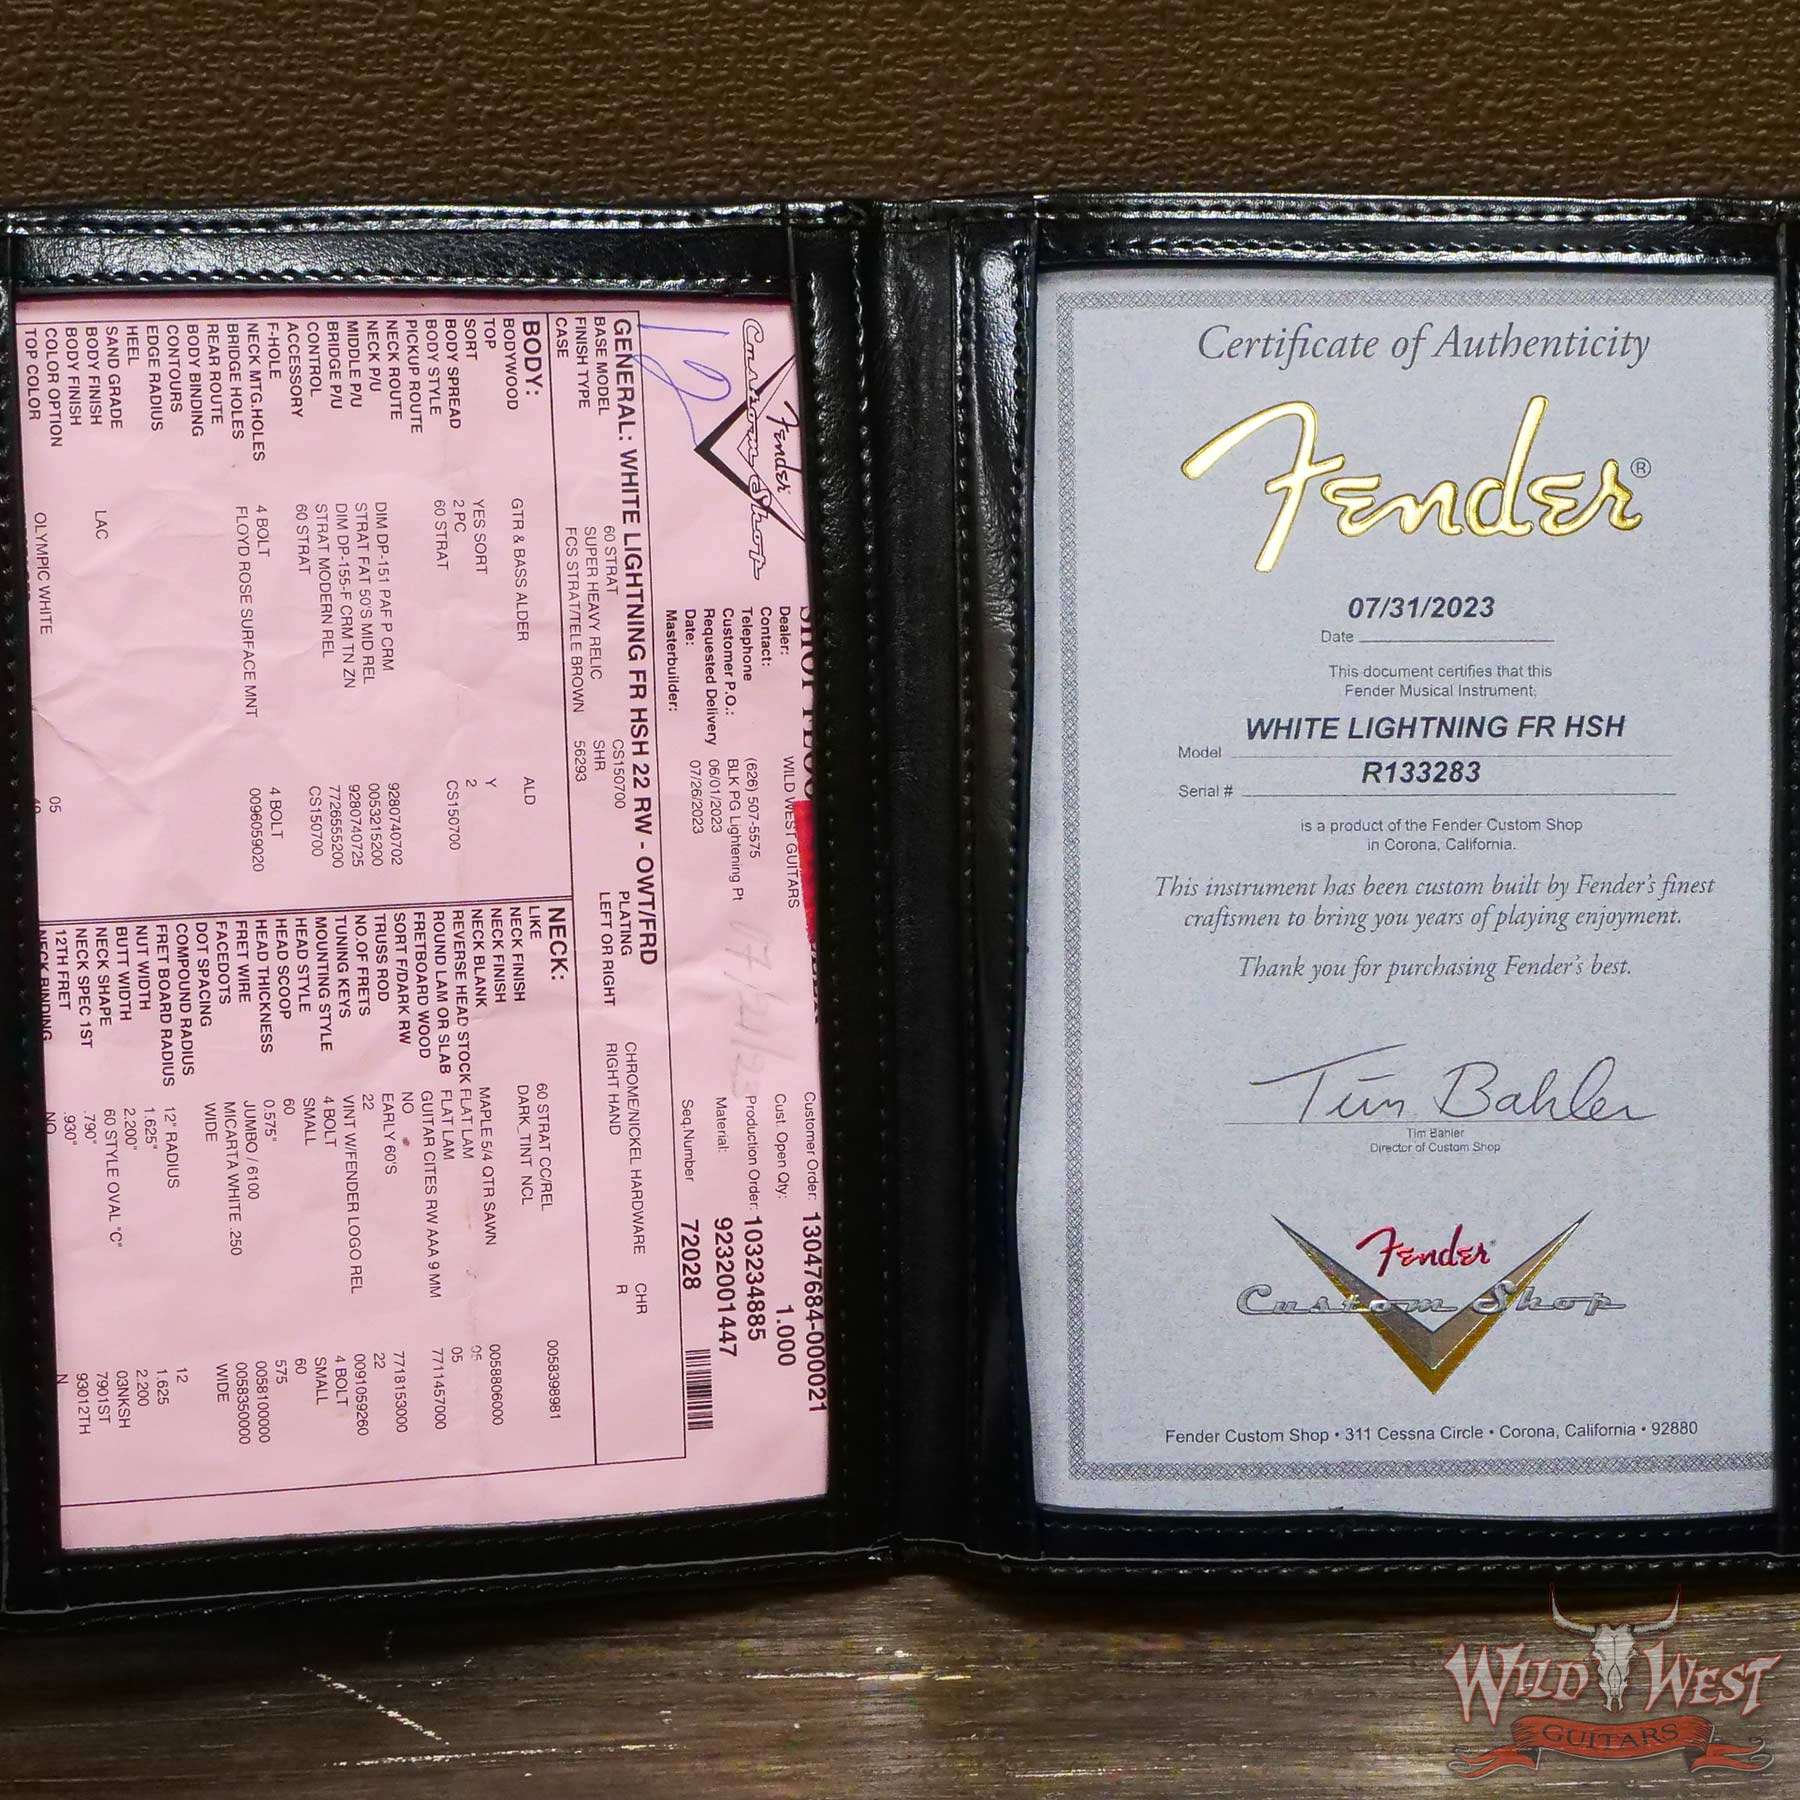 Fender
Custom Shop
12
Dealer: WILD WEST GUITARS
Contact:
Telephone (626) 507-5575
Customer P.O.: BLK PG Lightening Pt
Requested Delivery 06/01/2023
Date: 07/26/2023
Masterbuilder:
Customer Order: 13047684-000021
Cust. Open Qty: 1.000
Production Order: 103234885
Material: 9232001447
Seq.Number 72028
GENERAL: WHITE LIGHTNING FR HSH 22 RW - OWT/FRD
BASE MODEL 60 STRAT CS150700 PLATING CHROME/NICKEL HARDWARE CHR
FINISH TYPE SUPER HEAVY RELIC SHR LEFT OR RIGHT RIGHT HAND R
CASE FCS STRAT/TELE BROWN 56293
BODY:
BODYWOOD GTR & BASS ALDER ALD
TOP
SORT YES SORT Y
BODY SPREAD 2 PC 2
BODY STYLE 60 STRAT CS150700
PICKUP ROUTE
NECK ROUTE
NECK P/U DIM DP-151 PAF P CRM 9280740702
MIDDLE P/U STRAT FAT 50'S MID REL 0053215200
BRIDGE P/U DIM DP-155-F CRM TN ZN 9280740725
CONTROL STRAT MODERN REL 7726555200
ACCESSORY 60 STRAT CS150700
F-HOLE
NECK MTG.HOLES 4 BOLT 4 BOLT
BRIDGE HOLES FLOYD ROSE SURFACE MNT 0096059020
REAR ROUTE
BODY BINDING
CONTOURS
EDGE RADIUS
HEEL
SAND GRADE
BODY FINISH LAC
BODY FINISH
COLOR OPTION
TOP COLOR OLYMPIC WHITE 05
NECK:
LIKE 60 STRAT CC/REL 0058398981
NECK FINISH DARK_TINT NCL
NECK FINISH
NECK BLANK MAPLE 5/4 QTR SAWN 0058806000
REVERSE HEAD STOCK FLAT LAM 05
ROUND LAM OR SLAB FLAT LAM 05
FRETBOARD WOOD GUITAR CITES RW AAA 9 MM 7711457000
SORT F/DARK RW NO
TRUSS ROD EARLY 60'S 7718153000
NO.OF FRETS 22 22
TUNING KEYS VINT W/FENDER LOGO REL 0091059260
MOUNTING STYLE 4 BOLT 4 BOLT
HEAD STYLE SMALL SMALL
HEAD SCOOP 60 60
HEAD THICKNESS 0.575" 575
FRET WIRE JUMBO / 6100 0058100000
FACEDOTS MICARTA WHITE .250 0058350000
DOT SPACING WIDE WIDE
COMPOUND RADIUS
FRET BOARD RADIUS 12" RADIUS 12
NUT WIDTH 1.625" 1.625
BUTT WIDTH 2.200" 2.200
NECK SHAPE 60 STYLE OVAL "C" 03NKSH
NECK SPEC 1ST .790" 7901ST
12TH FRET .930" 93012TH
NECK BINDING NO N
Certificate of Authenticity
Fender®
07/31/2023
Date
This document certifies that this
Fender Musical Instrument;
WHITE LIGHTNING FR HSH
Model
R133283
Serial #
is a product of the Fender Custom Shop
in Corona, California.
This instrument has been custom built by Fender's finest
craftsmen to bring you years of playing enjoyment.
Thank you for purchasing Fender's best.
Tim Bahler
Tim Bahler
Director of Custom Shop
Fender
Custom Shop
Fender Custom Shop • 311 Cessna Circle • Corona, California • 92880
WILD WEST
GUITARS